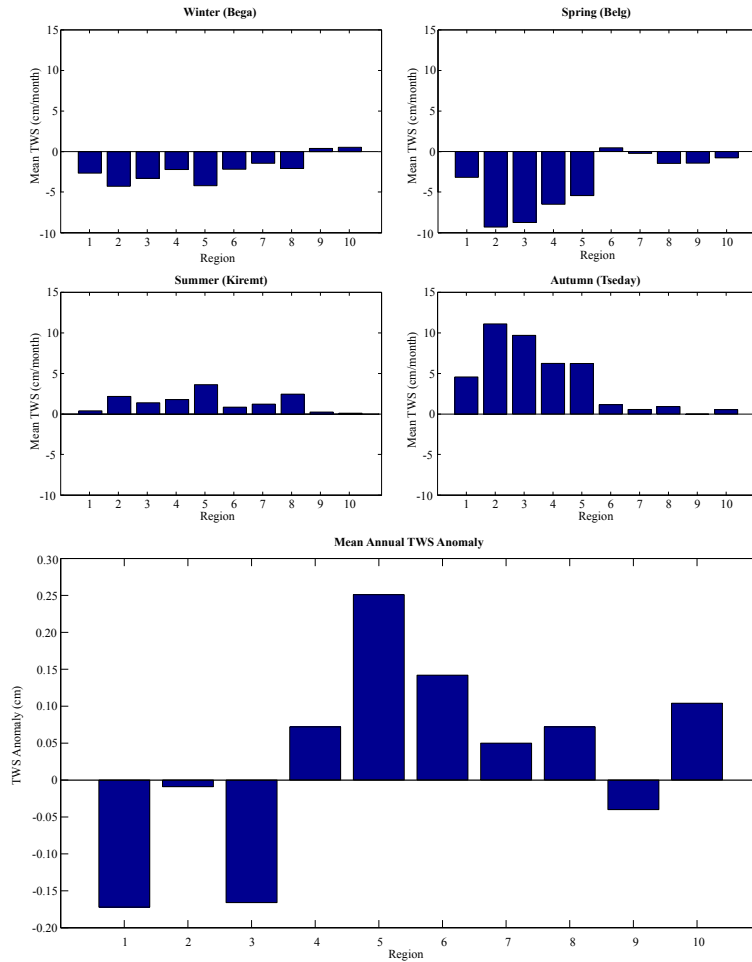 Winter (Bega)
Mean TWS (cm/month)
15
10
5
0
-5
-10
1 2 3 4 5 6 7 8 9 10
Region
Spring (Belg)
Mean TWS (cm/month)
15
10
5
0
-5
-10
1 2 3 4 5 6 7 8 9 10
Region
Summer (Kiremt)
Mean TWS (cm/month)
15
10
5
0
-5
-10
1 2 3 4 5 6 7 8 9 10
Region
Autumn (Tseday)
Mean TWS (cm/month)
15
10
5
0
-5
-10
1 2 3 4 5 6 7 8 9 10
Region
Mean Annual TWS Anomaly
TWS Anomaly (cm)
0.30
0.25
0.20
0.15
0.10
0.05
0
-0.05
-0.10
-0.15
-0.20
1 2 3 4 5 6 7 8 9 10
Region